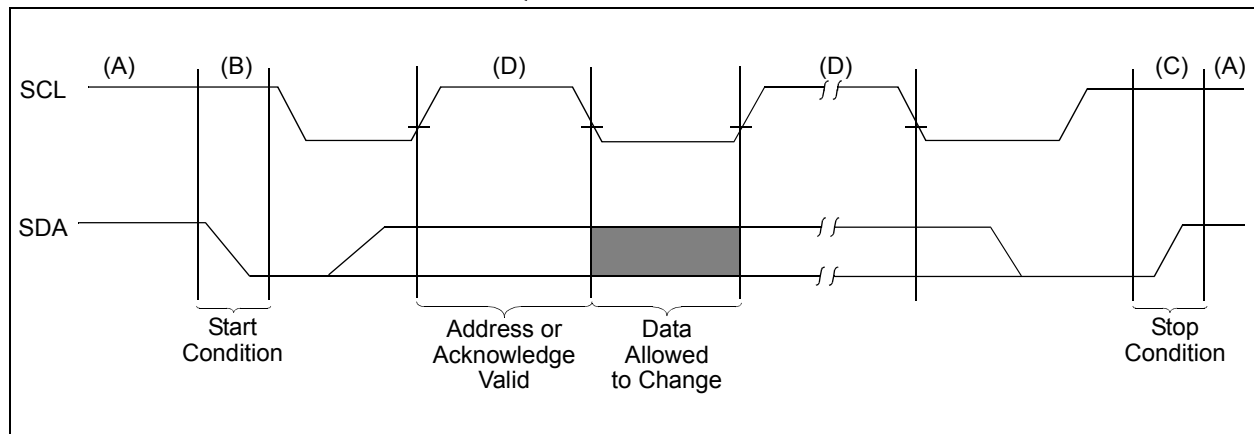 (A) (B) (D) (D) (C) (A)
SCL
SDA
Start
Condition
Address or
Acknowledge
Valid
Data
Allowed
to Change
Stop
Condition